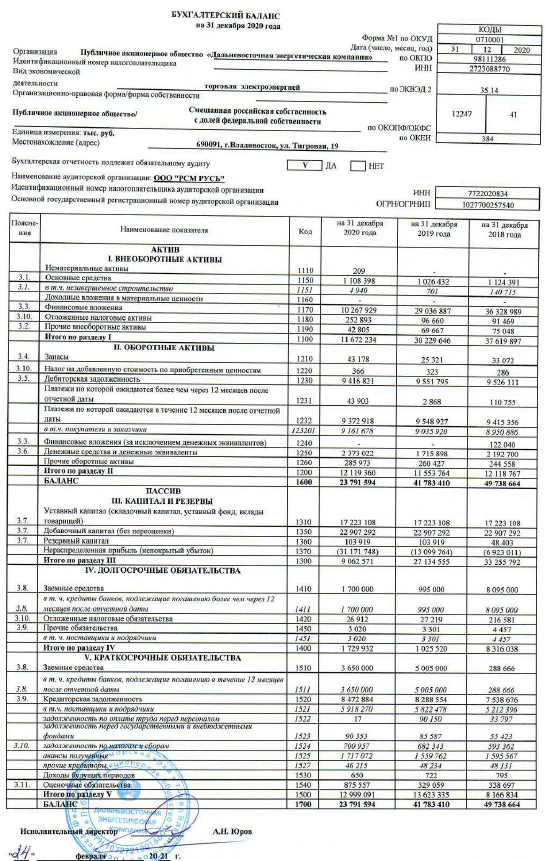 БУХГАЛТЕРСКИЙ БАЛАНС
на 31 декабря 2020 года
КОДЫ
Форма №1 по ОКУД 0710001
Дата (число, месяц, год) 31 12 2020
Организация Публичное акционерное общество «Дальневосточная энергетическая компания» по ОКПО 98111286
Идентификационный номер налогоплательщика ИНН 2723088770
Вид экономической
деятельности торговля электроэнергией по ОКВЭД 2 35.14
Организационно-правовая форма/форма собственности
Публичное акционерное общество/ Смешанная российская собственность
с долей федеральной собственности по ОКОПФ/ОКФС 12247 41
Единица измерения: тыс. руб. по ОКЕИ 384
Местонахождение (адрес) 690091, г.Владивосток, ул. Тигровая, 19
Бухгалтерская отчетность подлежит обязательному аудиту V ДА НЕТ
Наименование аудиторской организации: ООО "РСМ РУСЬ"
Идентификационный номер налогоплательщика аудиторской организации ИНН 7722020834
Основной государственный регистрационный номер аудиторской организации ОГРН/ОГРНИП 1027700257540
Поясне-ния Наименование показателя Код на 31 декабря 2020 года на 31 декабря 2019 года на 31 декабря 2018 года
АКТИВ
I. ВНЕОБОРОТНЫЕ АКТИВЫ
Нематериальные активы 1110 209 - -
3.1. Основные средства 1150 1 108 398 1 026 432 1 124 391
3.1. в т.ч. незавершенное строительство 1151 4 940 701 140 715
Доходные вложения в материальные ценности 1160 - - -
3.3. Финансовые вложения 1170 10 267 929 29 036 887 36 328 989
3.10. Отложенные налоговые активы 1180 252 893 96 660 91 469
3.2. Прочие внеоборотные активы 1190 42 805 69 667 75 048
Итого по разделу I 1100 11 672 234 30 229 646 37 619 897
II. ОБОРОТНЫЕ АКТИВЫ
3.4. Запасы 1210 43 178 25 321 33 072
3.10. Налог на добавленную стоимость по приобретенным ценностям 1220 366 323 286
3.5. Дебиторская задолженность 1230 9 416 821 9 551 795 9 526 111
Платежи по которой ожидаются более чем через 12 месяцев после
отчетной даты 1231 43 903 2 868 110 755
Платежи по которой ожидаются в течение 12 месяцев после отчетной
даты 1232 9 372 918 9 548 927 9 415 356
в т.ч. покупатели и заказчики 123201 9 161 678 9 035 920 8 950 886
3.3. Финансовые вложения (за исключением денежных эквивалентов) 1240 - - 122 040
3.6. Денежные средства и денежные эквиваленты 1250 2 373 022 1 715 898 2 192 700
Прочие оборотные активы 1260 285 973 260 427 244 558
Итого по разделу II 1200 12 119 360 11 553 764 12 118 767
БАЛАНС 1600 23 791 594 41 783 410 49 738 664
ПАССИВ
III. КАПИТАЛ И РЕЗЕРВЫ
Уставный капитал (складочный капитал, уставный фонд, вклады
3.7. товарищей) 1310 17 223 108 17 223 108 17 223 108
3.7. Добавочный капитал (без переоценки) 1350 22 907 292 22 907 292 22 907 292
3.7. Резервный капитал 1360 103 919 103 919 48 403
Нераспределенная прибыль (непокрытый убыток) 1370 (31 171 748) (13 099 764) (6 923 011)
Итого по разделу III 1300 9 062 571 27 134 555 33 255 792
IV. ДОЛГОСРОЧНЫЕ ОБЯЗАТЕЛЬСТВА
3.8. Заемные средства 1410 1 700 000 995 000 8 095 000
в т. ч. кредиты банков, подлежащие погашению более чем через 12
3.8. месяцев после отчетной даты 1411 1 700 000 995 000 8 095 000
3.10. Отложенные налоговые обязательства 1420 26 912 27 219 216 581
3.9. Прочие обязательства 1450 3 020 3 301 4 457
в т.ч. поставщики и подрядчики 1451 3 020 3 301 4 457
Итого по разделу IV 1400 1 729 932 1 025 520 8 316 038
V. КРАТКОСРОЧНЫЕ ОБЯЗАТЕЛЬСТВА
3.8. Заемные средства 1510 3 650 000 5 005 000 288 666
в т. ч. кредиты банков, подлежащие погашению в течение 12 месяцев
3.8. после отчетной даты 1511 3 650 000 5 005 000 288 666
3.9. Кредиторская задолженность 1520 8 472 884 8 288 554 7 538 676
в т.ч. поставщики и подрядчики 1521 5 918 270 5 822 478 5 212 396
задолженность по оплате труда перед персоналом 1522 17 90 150 33 797
задолженность перед государственными и внебюджетными
фондами 1523 90 353 85 587 55 423
3.10. задолженность по налогам и сборам 1524 700 957 682 343 593 362
авансы полученные 1525 1 717 072 1 559 762 1 595 567
прочие кредиторы 1527 46 215 48 234 48 131
Доходы будущих периодов 1530 650 722 795
3.11. Оценочные обязательства 1540 875 557 329 059 338 697
Итого по разделу V 1500 12 999 091 13 623 335 8 166 834
БАЛАНС 1700 23 791 594 41 783 410 49 738 664
ДАЛЬНЕВОСТОЧНАЯ
ЭНЕРГЕТИЧЕСКАЯ
КОМПАНИЯ
Исполнительный директор А.Н. Юров
"24" февраля 2021 г.